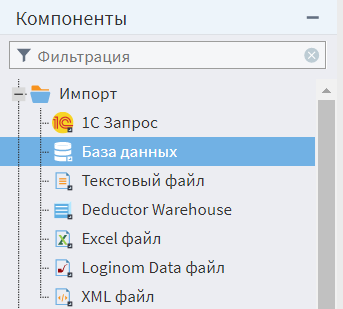 Компоненты
Фильтрация
Импорт
1С Запрос
База данных
Текстовый файл
Deductor Warehouse
Excel файл
Loginom Data файл
XML файл